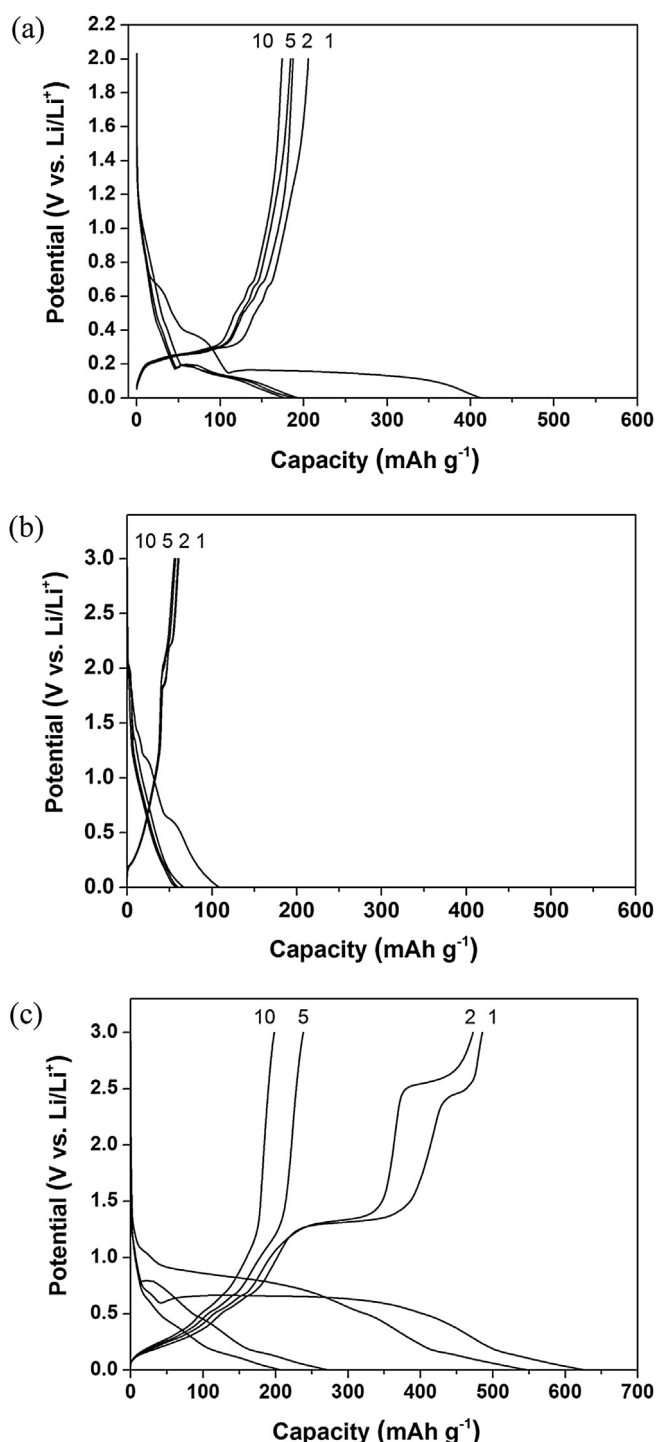 (a)
10 5 2 1
2.2
2.0
1.8
1.6
1.4
1.2
1.0
0.8
0.6
0.4
0.2
0.0
0 100 200 300 400 500 600
Potential (V vs. Li/Li⁺)
Capacity (mAh g⁻¹)
(b)
10 5 2 1
3.0
2.5
2.0
1.5
1.0
0.5
0.0
0 100 200 300 400 500 600
Potential (V vs. Li/Li⁺)
Capacity (mAh g⁻¹)
(c)
10 5 2 1
3.0
2.5
2.0
1.5
1.0
0.5
0.0
0 100 200 300 400 500 600 700
Potential (V vs. Li/Li⁺)
Capacity (mAh g⁻¹)